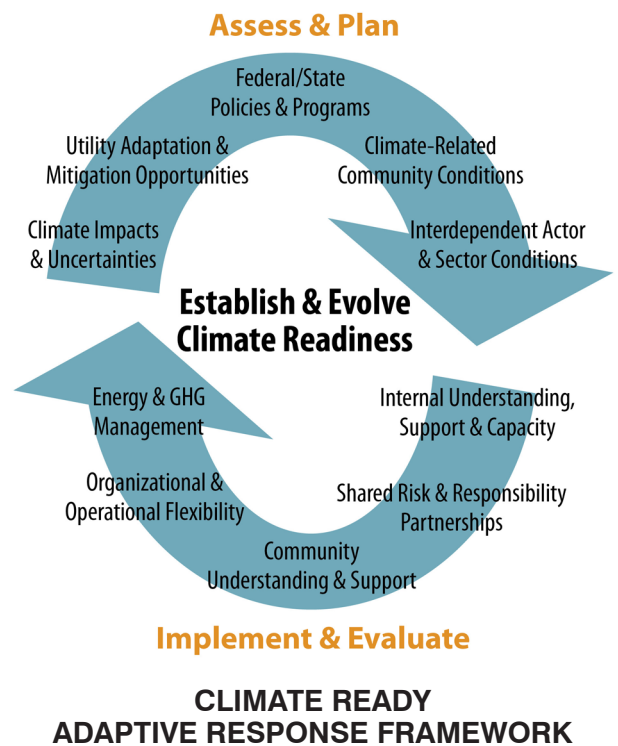 Assess & Plan
Federal/State
Policies & Programs
Utility Adaptation &
Mitigation Opportunities
Climate-Related
Community Conditions
Climate Impacts
& Uncertainties
Interdependent Actor
& Sector Conditions
Establish & Evolve
Climate Readiness
Energy & GHG
Management
Internal Understanding,
Support & Capacity
Organizational &
Operational Flexibility
Shared Risk & Responsibility
Partnerships
Community
Understanding & Support
Implement & Evaluate
CLIMATE READY
ADAPTIVE RESPONSE FRAMEWORK